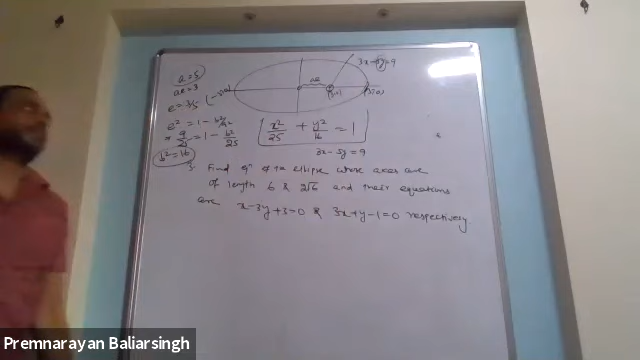 a=5
ae=3
e=3/5
e² = 1 - b²/a²
⇒ 9/25 = 1 - b²/25
b²=16
ae
3x-5y=9
(5,0)
x²/25 + y²/16 = 1
3x-5y=9
Find eqn of the ellipse whose axes are
of length 6 & 2√6 and their equations
are x-3y+3=0 & 3x+y-1=0 respectively
Premnarayan Baliarsingh